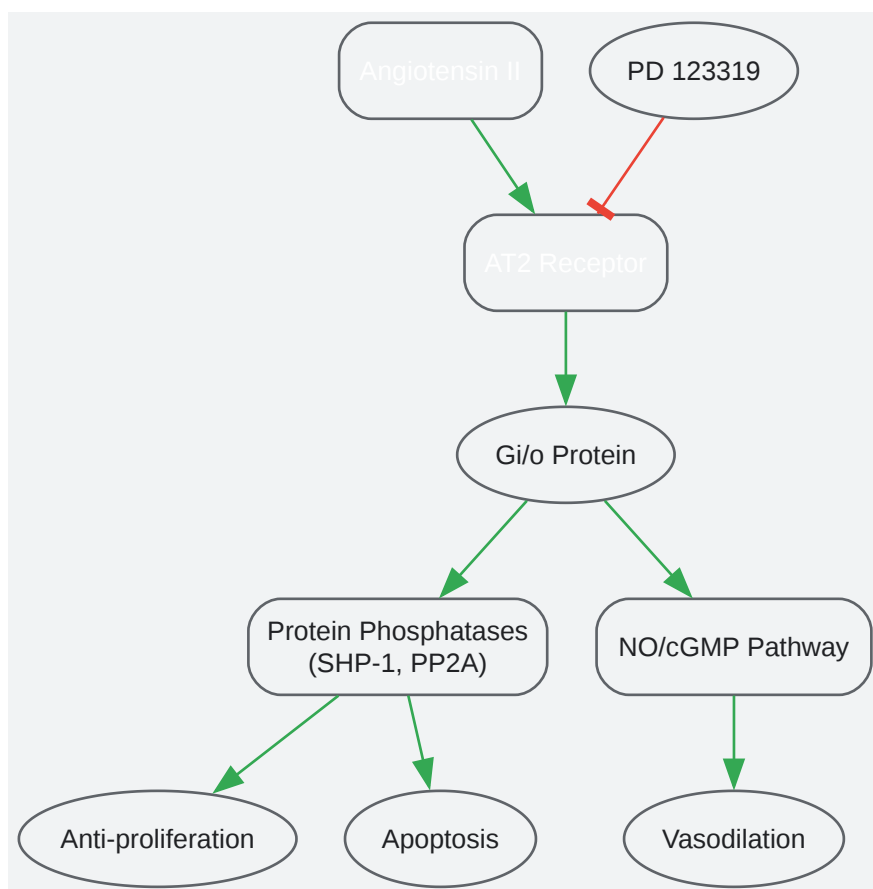 Angiotensin II
PD 123319
AT2 Receptor
Gi/o Protein
Protein Phosphatases
(SHP-1, PP2A)
NO/cGMP Pathway
Anti-proliferation
Apoptosis
Vasodilation